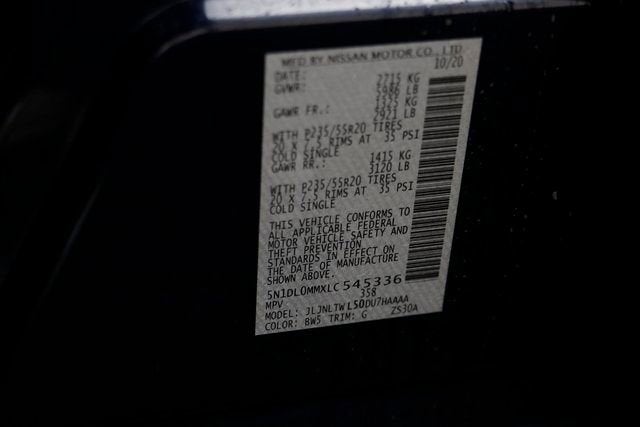 MFD BY NISSAN MOTOR CO., LTD
DATE: 10/20
GVWR: 2715 KG
5986 LB
GAWR FR.: 1325 KG
2921 LB
WITH P235/55R20 TIRES
20 X 7.5 RIMS AT 35 PSI
COLD SINGLE
GAWR RR.: 1415 KG
3120 LB
WITH P235/55R20 TIRES
20 X 7.5 RIMS AT 35 PSI
COLD SINGLE
THIS VEHICLE CONFORMS TO
ALL APPLICABLE FEDERAL
MOTOR VEHICLE SAFETY AND
THEFT PREVENTION
STANDARDS IN EFFECT ON
THE DATE OF MANUFACTURE
SHOWN ABOVE.
5N1DL0MMXLC545336
MPV 358
MODEL: JLJNLTWL50DU7HAAAA
COLOR: BW5 TRIM: G ZS30A